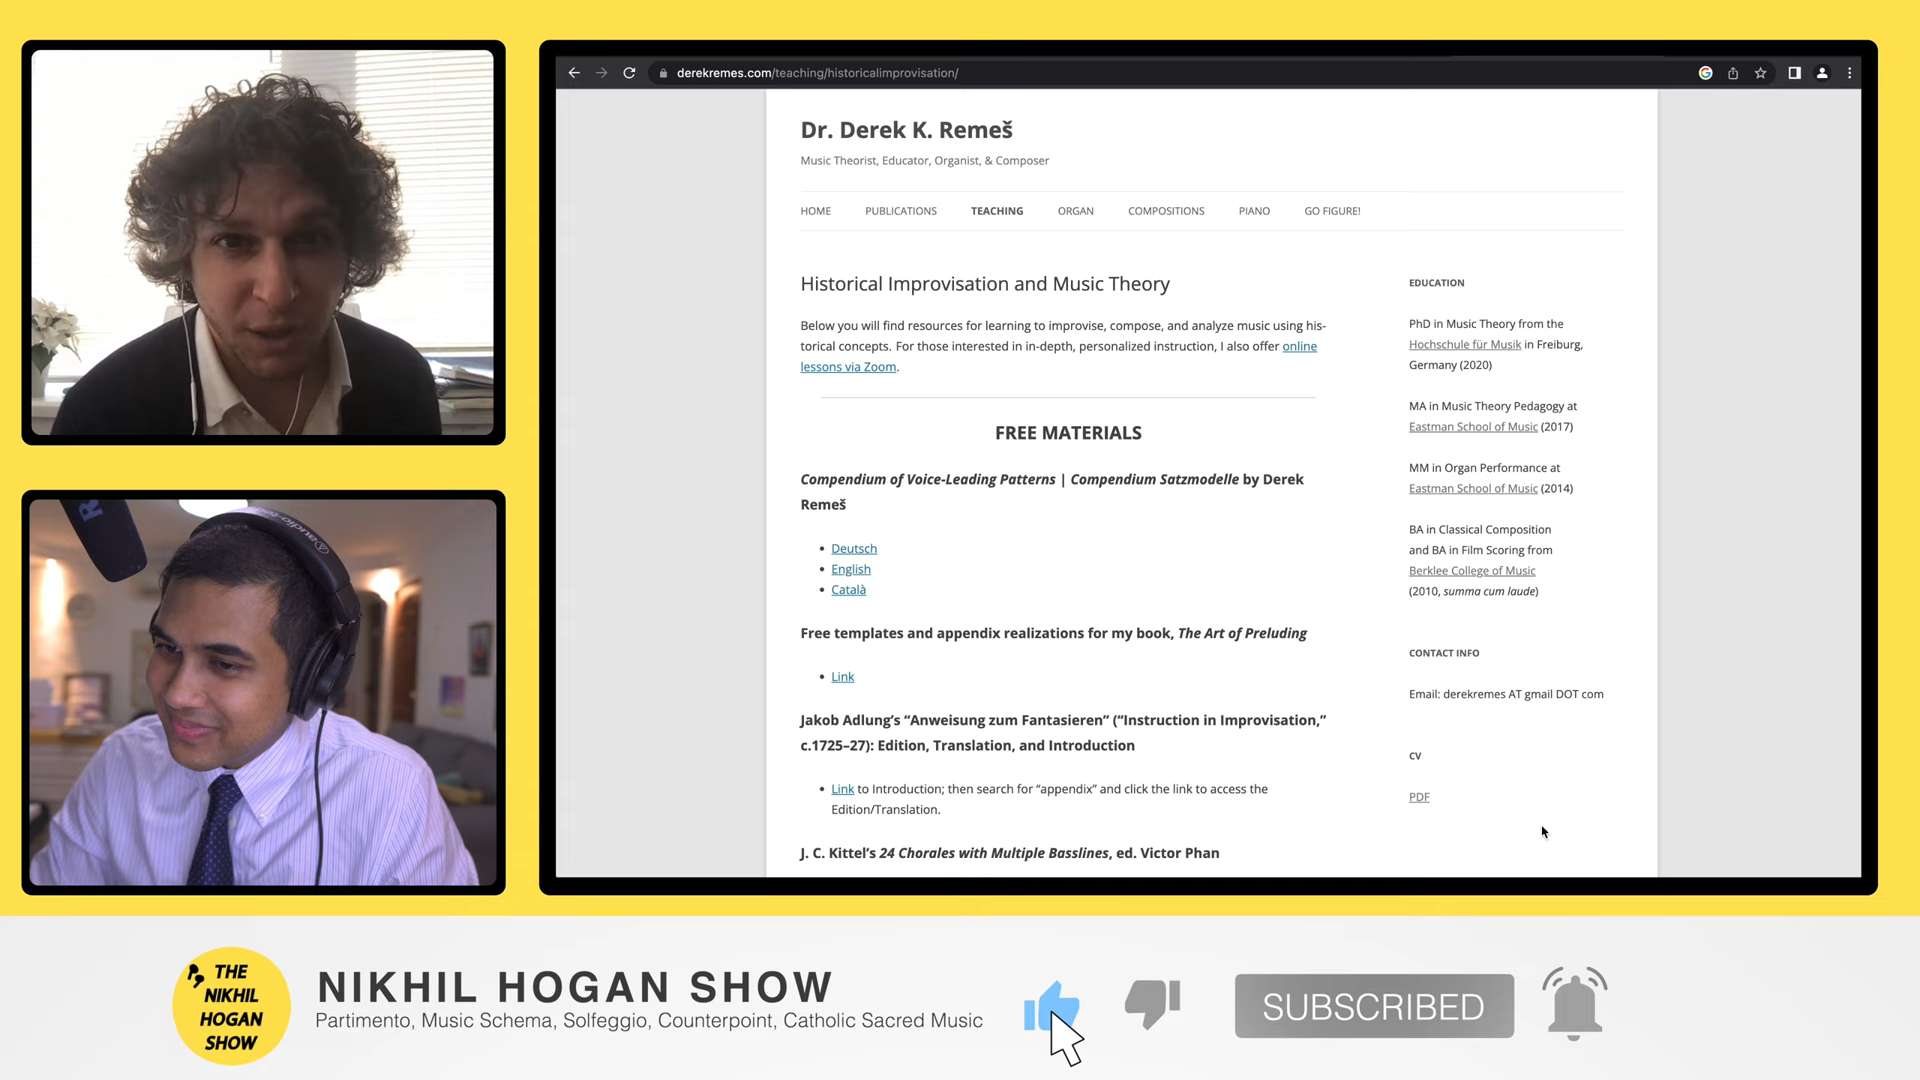 derekremes.com/teaching/historicalimprovisation/
Dr. Derek K. Remeš
Music Theorist, Educator, Organist, & Composer
HOME PUBLICATIONS TEACHING ORGAN COMPOSITIONS PIANO GO FIGURE!
Historical Improvisation and Music Theory
Below you will find resources for learning to improvise, compose, and analyze music using his-
torical concepts. For those interested in in-depth, personalized instruction, I also offer online
lessons via Zoom.
FREE MATERIALS
Compendium of Voice-Leading Patterns | Compendium Satzmodelle by Derek
Remeš
• Deutsch
• English
• Català
Free templates and appendix realizations for my book, The Art of Preluding
• Link
Jakob Adlung’s “Anweisung zum Fantasieren” (“Instruction in Improvisation,”
c.1725–27): Edition, Translation, and Introduction
• Link to Introduction; then search for “appendix” and click the link to access the
Edition/Translation.
J. C. Kittel’s 24 Chorales with Multiple Basslines, ed. Victor Phan
EDUCATION
PhD in Music Theory from the
Hochschule für Musik in Freiburg,
Germany (2020)
MA in Music Theory Pedagogy at
Eastman School of Music (2017)
MM in Organ Performance at
Eastman School of Music (2014)
BA in Classical Composition
and BA in Film Scoring from
Berklee College of Music
(2010, summa cum laude)
CONTACT INFO
Email: derekremes AT gmail DOT com
CV
PDF
THE
NIKHIL
HOGAN
SHOW
NIKHIL HOGAN SHOW
Partimento, Music Schema, Solfeggio, Counterpoint, Catholic Sacred Music
SUBSCRIBED